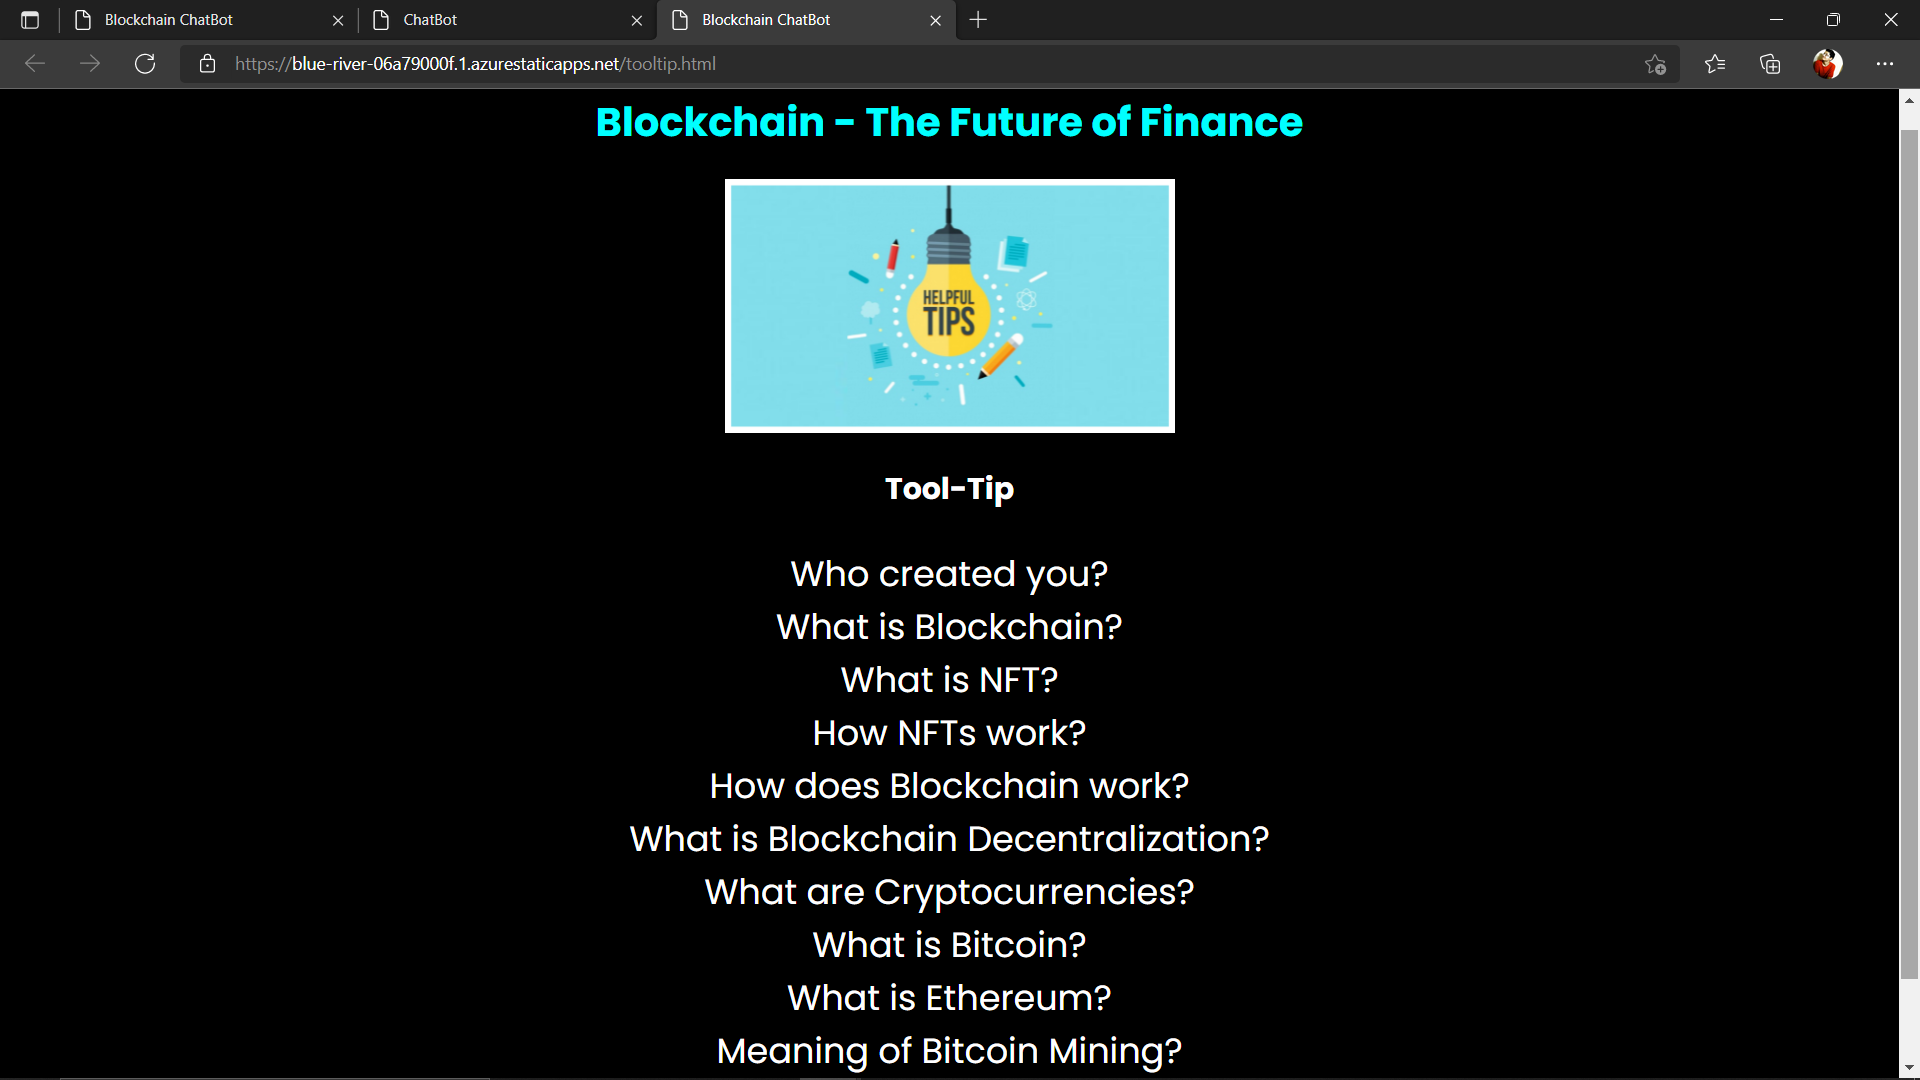 Blockchain ChatBot
ChatBot
Blockchain ChatBot
https://blue-river-06a79000f.1.azurestaticapps.net/tooltip.html
Blockchain - The Future of Finance
HELPFUL
TIPS
Tool-Tip
Who created you?
What is Blockchain?
What is NFT?
How NFTs work?
How does Blockchain work?
What is Blockchain Decentralization?
What are Cryptocurrencies?
What is Bitcoin?
What is Ethereum?
Meaning of Bitcoin Mining?